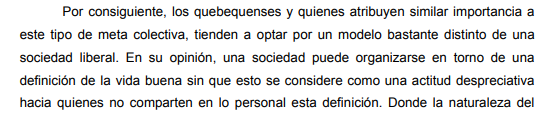 Por consiguiente, los quebequenses y quienes atribuyen similar importancia a
este tipo de meta colectiva, tienden a optar por un modelo bastante distinto de una
sociedad liberal. En su opinión, una sociedad puede organizarse en torno de una
definición de la vida buena sin que esto se considere como una actitud despreciativa
hacia quienes no comparten en lo personal esta definición. Donde la naturaleza del